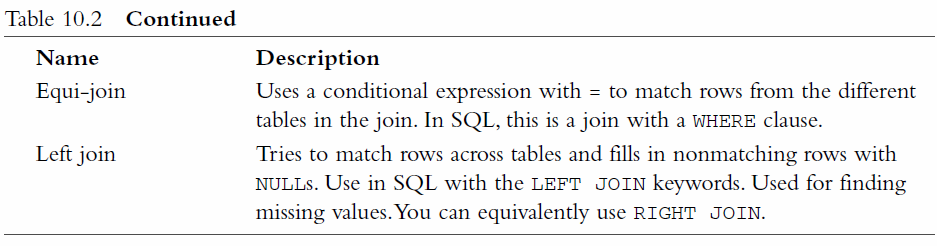 Table 10.2 Continued
Name Description
Equi-join Uses a conditional expression with = to match rows from the different
tables in the join. In SQL, this is a join with a WHERE clause.
Left join Tries to match rows across tables and fills in nonmatching rows with
NULLs. Use in SQL with the LEFT JOIN keywords. Used for finding
missing values.You can equivalently use RIGHT JOIN.